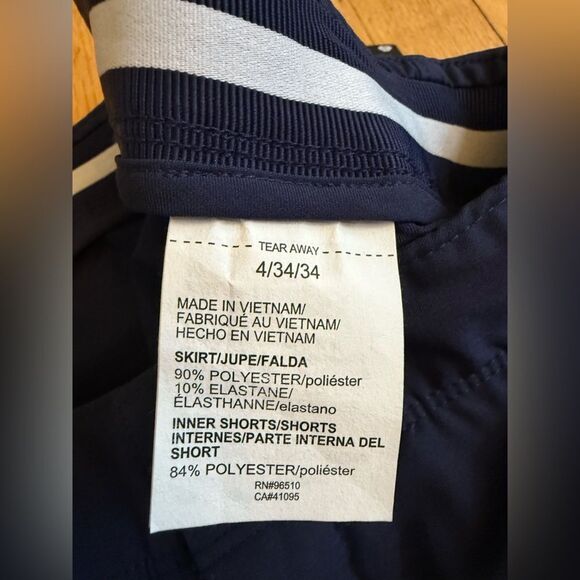 TEAR AWAY
4/34/34
MADE IN VIETNAM/
FABRIQUÉ AU VIETNAM/
HECHO EN VIETNAM
SKIRT/JUPE/FALDA
90% POLYESTER/poliéster
10% ELASTANE/
ÉLASTHANNE/elastano
INNER SHORTS/SHORTS
INTERNES/PARTE INTERNA DEL
SHORT
84% POLYESTER/poliéster
RN#96510
CA#41095